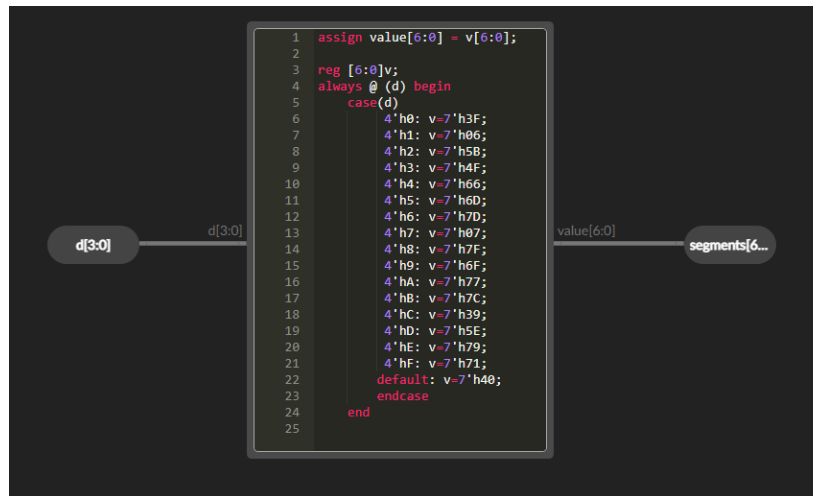 1 assign value[6:0] = v[6:0];
2
3 reg [6:0]v;
4 always @ (d) begin
5 case(d)
6 4'h0: v=7'h3F;
7 4'h1: v=7'h06;
8 4'h2: v=7'h5B;
9 4'h3: v=7'h4F;
10 4'h4: v=7'h66;
11 4'h5: v=7'h6D;
12 4'h6: v=7'h7D;
13 4'h7: v=7'h07;
14 4'h8: v=7'h7F;
15 4'h9: v=7'h6F;
16 4'hA: v=7'h77;
17 4'hB: v=7'h7C;
18 4'hC: v=7'h39;
19 4'hD: v=7'h5E;
20 4'hE: v=7'h79;
21 4'hF: v=7'h71;
22 default: v=7'h40;
23 endcase
24 end
25
d[3:0]
d[3:0]
value[6:0]
segments[6...